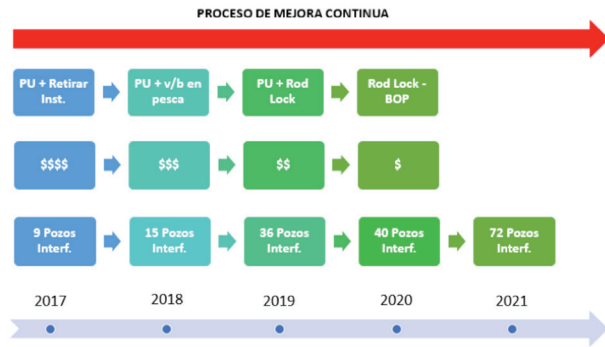 PROCESO DE MEJORA CONTINUA
PU + Retirar
Inst.
PU + v/b en
pesca
PU + Rod
Lock
Rod Lock -
BOP
$$$$
$$$
$$
$
9 Pozos
Interf.
15 Pozos
Interf.
36 Pozos
Interf.
40 Pozos
Interf.
72 Pozos
Interf.
2017
2018
2019
2020
2021